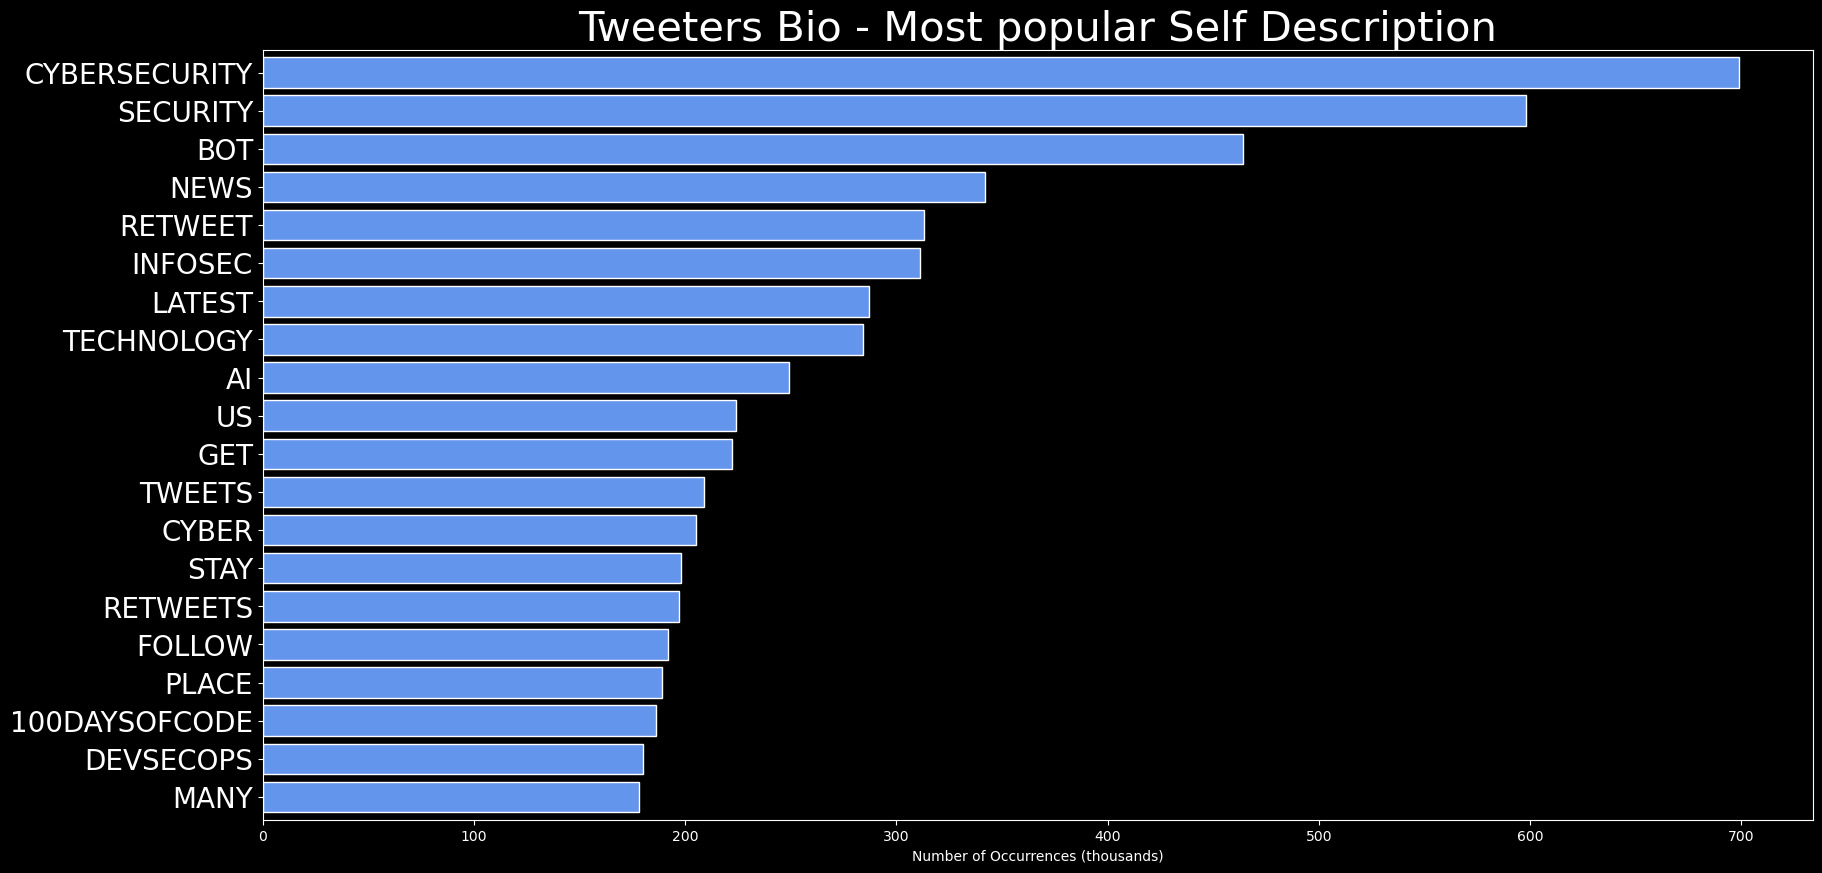 Tweeters Bio - Most popular Self Description
CYBERSECURITY
SECURITY
BOT
NEWS
RETWEET
INFOSEC
LATEST
TECHNOLOGY
AI
US
GET
TWEETS
CYBER
STAY
RETWEETS
FOLLOW
PLACE
100DAYSOFCODE
DEVSECOPS
MANY
0 100 200 300 400 500 600 700
Number of Occurrences (thousands)